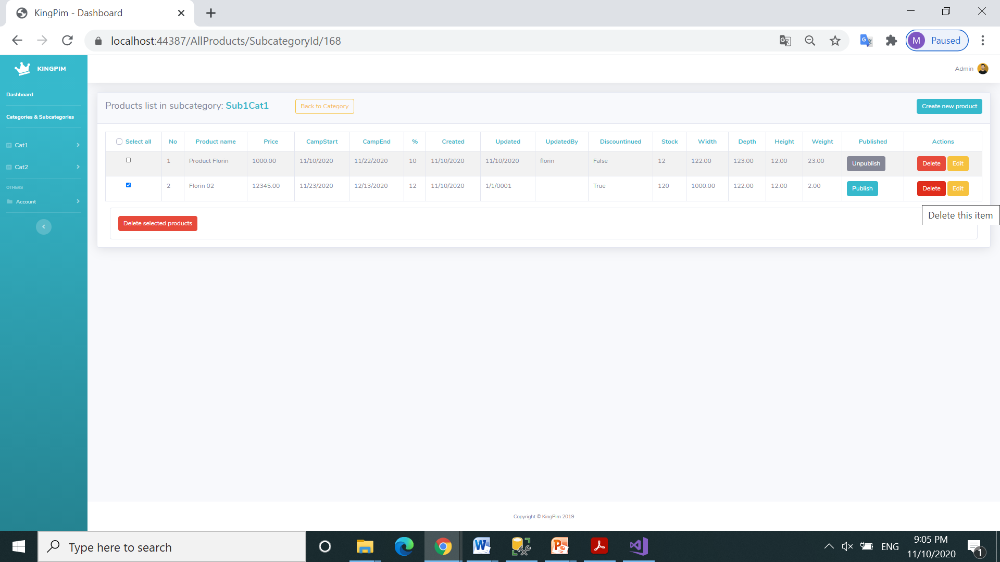 KingPim - Dashboard
localhost:44387/AllProducts/SubcategoryId/168
M Paused
KINGPIM
Admin
Dashboard
Categories & Subcategories
Cat1
Cat2
OTHERS
Account
Products list in subcategory: Sub1Cat1 Back to Category Create new product
Select all No Product name Price CampStart CampEnd % Created Updated UpdatedBy Discountinued Stock Width Depth Height Weight Published Actions
1 Product Florin 1000.00 11/10/2020 11/22/2020 10 11/10/2020 11/10/2020 florin False 12 122.00 123.00 12.00 23.00 Unpublish Delete Edit
2 Florin 02 12345.00 11/23/2020 12/13/2020 12 11/10/2020 1/1/0001 True 120 1000.00 122.00 12.00 2.00 Publish Delete Edit
Delete this item
Delete selected products
Copyright © KingPim 2019
Type here to search
ENG
9:05 PM
11/10/2020
1